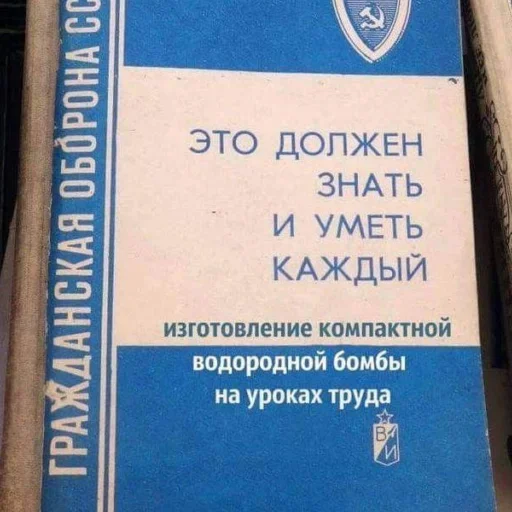 ГРАЖДАНСКАЯ ОБОРОНА СС
ЭТО ДОЛЖЕН
ЗНАТЬ
И УМЕТЬ
КАЖДЫЙ
изготовление компактной
водородной бомбы
на уроках труда
В
И